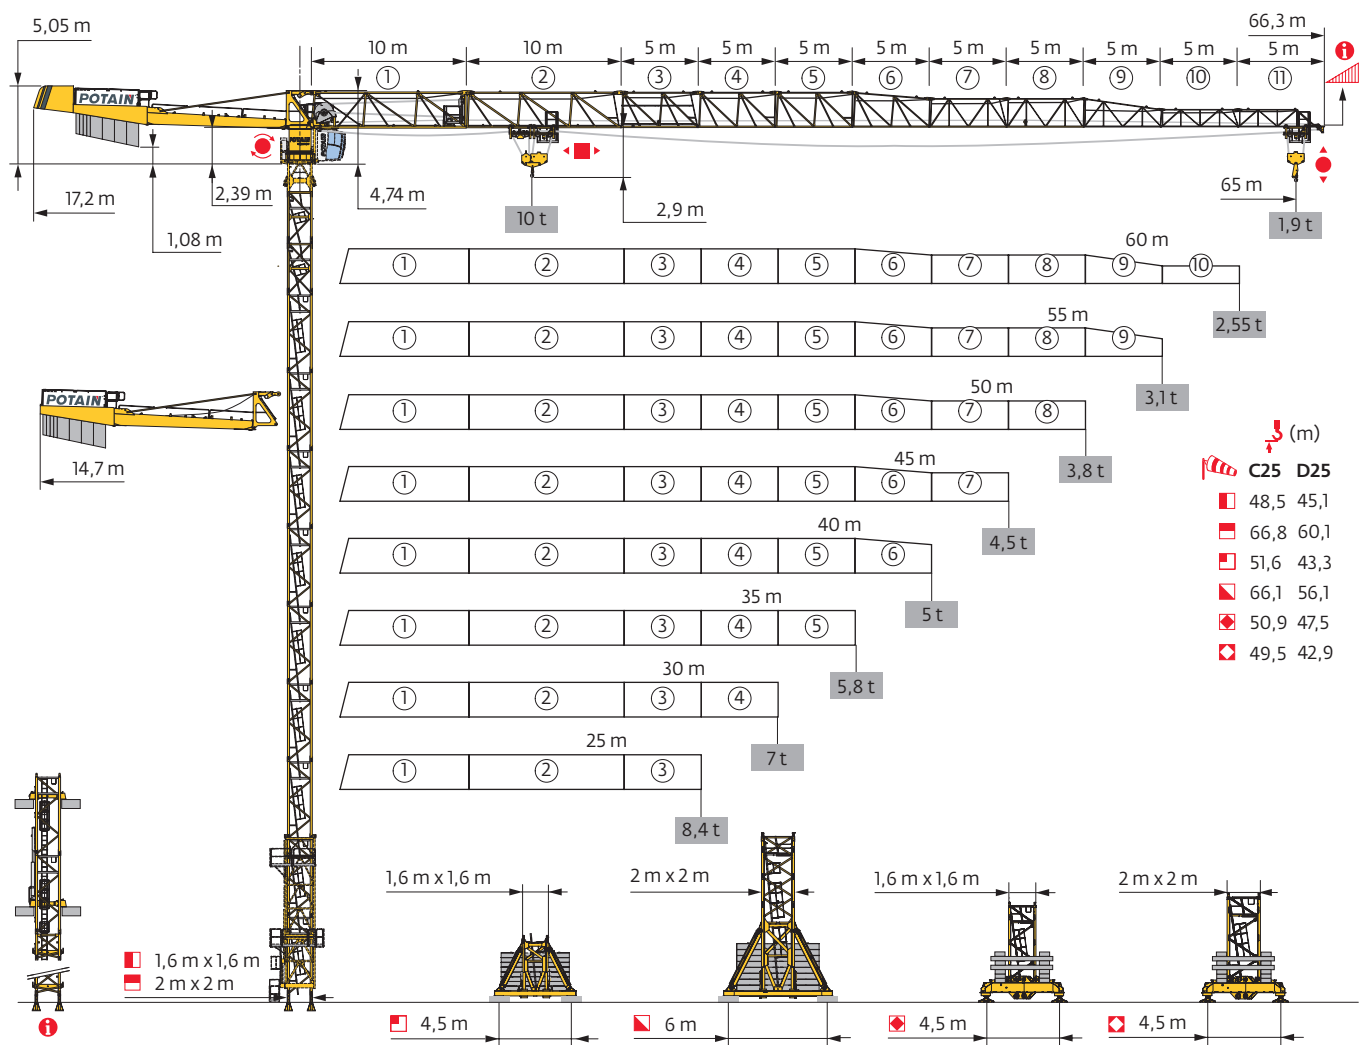 5,05 m
66,3 m
10 m 10 m 5 m 5 m 5 m 5 m 5 m 5 m 5 m 5 m 5 m
1 2 3 4 5 6 7 8 9 10 11
POTAIN
17,2 m
1,08 m
2,39 m
4,74 m
10 t
2,9 m
65 m
1,9 t
60 m
1 2 3 4 5 6 7 8 9 10
2,55 t
55 m
1 2 3 4 5 6 7 8 9
3,1 t
50 m
1 2 3 4 5 6 7 8
3,8 t
POTAIN
14,7 m
45 m
1 2 3 4 5 6 7
4,5 t
40 m
1 2 3 4 5 6
5 t
35 m
1 2 3 4 5
5,8 t
30 m
1 2 3 4
7 t
25 m
1 2 3
8,4 t
(m)
C25 D25
48,5 45,1
66,8 60,1
51,6 43,3
66,1 56,1
50,9 47,5
49,5 42,9
1,6 m x 1,6 m
2 m x 2 m
i
i
1,6 m x 1,6 m
4,5 m
2 m x 2 m
6 m
1,6 m x 1,6 m
4,5 m
2 m x 2 m
4,5 m